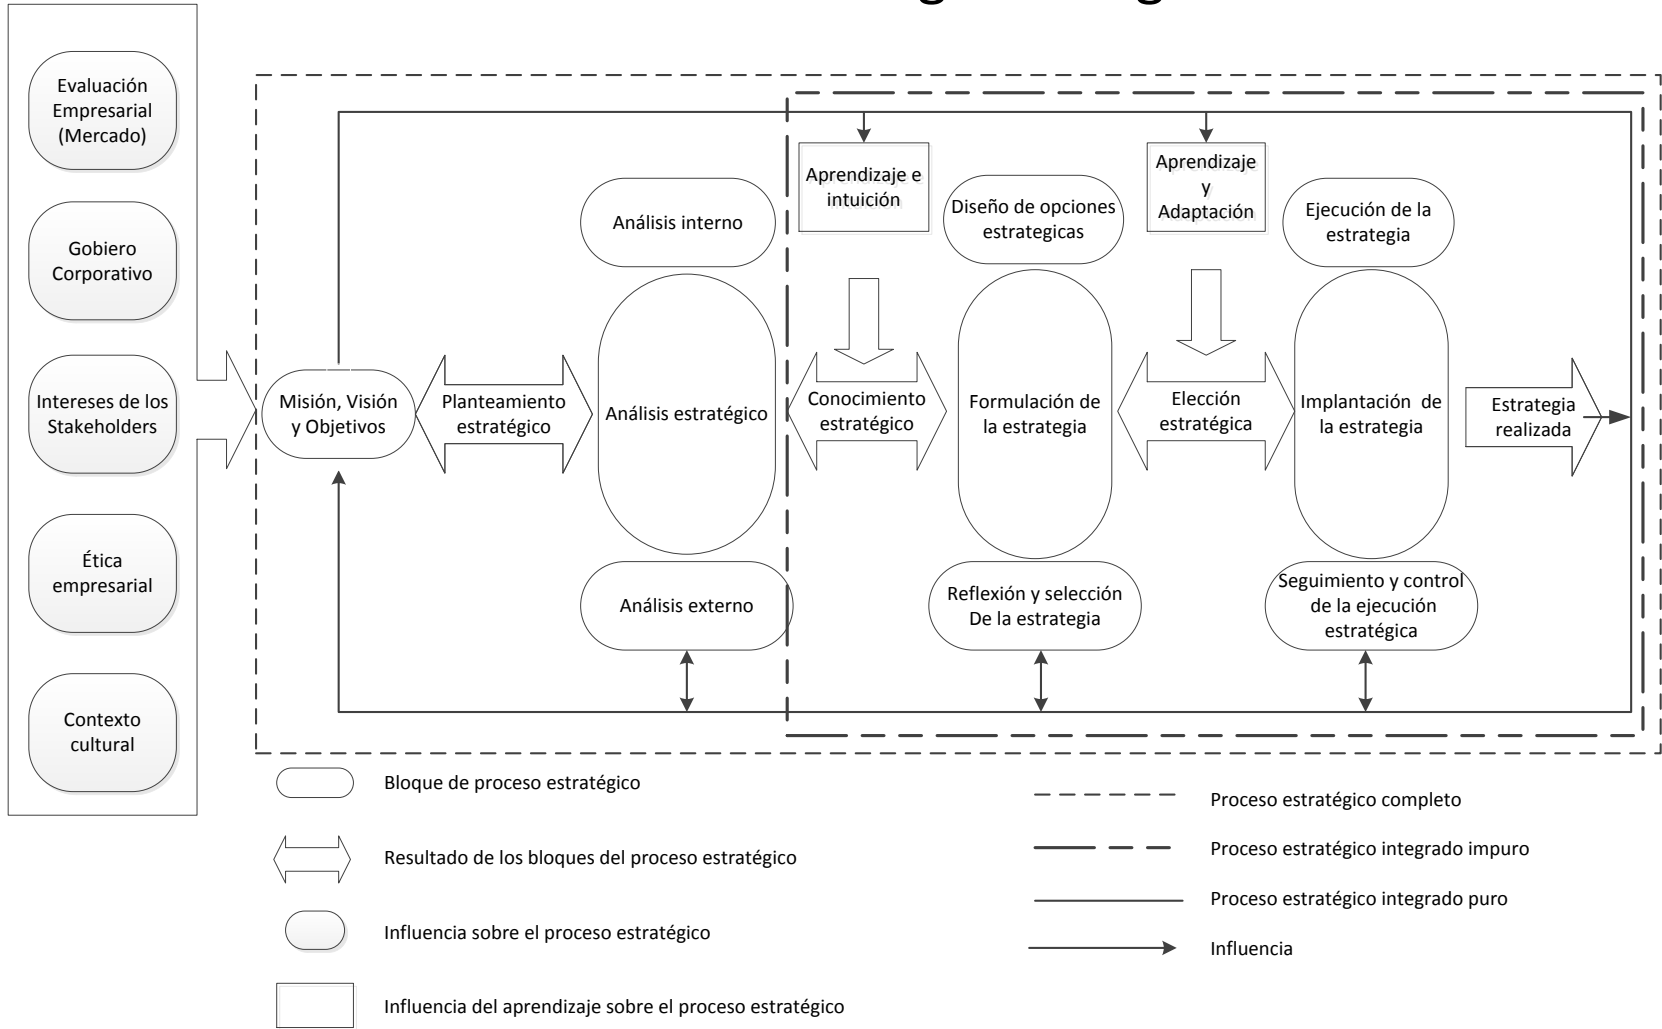 Evaluación
Empresarial
(Mercado)
Gobiero
Corporativo
Intereses de los
Stakeholders
Ética
empresarial
Contexto
cultural
Misión, Visión
y Objetivos
Planteamiento
estratégico
Análisis interno
Análisis estratégico
Análisis externo
Aprendizaje e
intuición
Conocimiento
estratégico
Diseño de opciones
estrategicas
Formulación de
la estrategia
Reflexión y selección
De la estrategia
Aprendizaje
y
Adaptación
Elección
estratégica
Ejecución de la
estrategia
Implantación de
la estrategia
Seguimiento y control
de la ejecución
estratégica
Estrategia
realizada
Bloque de proceso estratégico
Resultado de los bloques del proceso estratégico
Influencia sobre el proceso estratégico
Influencia del aprendizaje sobre el proceso estratégico
Proceso estratégico completo
Proceso estratégico integrado impuro
Proceso estratégico integrado puro
Influencia